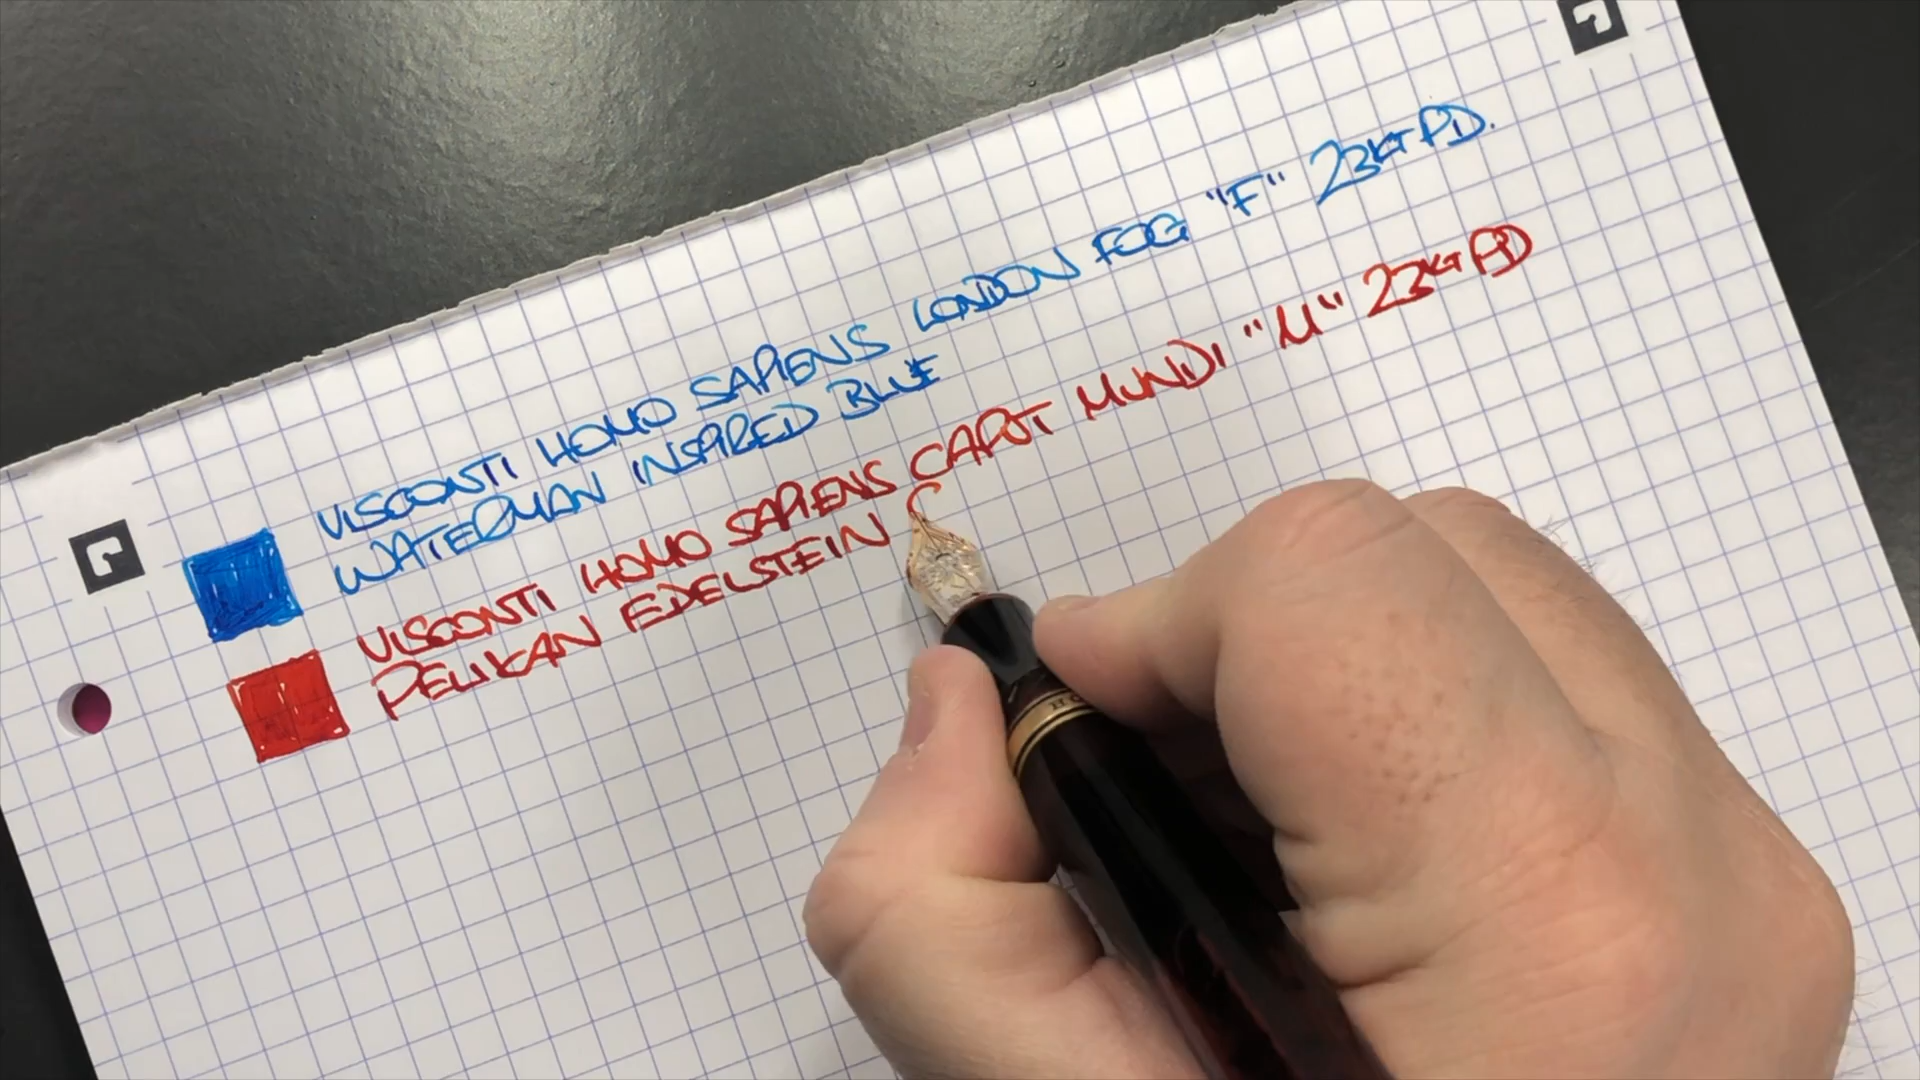 VISCONTI HOMO SAPIENS LONDON FOG "F" 23KT PD.
WATERMAN INSPIRED BLUE
VISCONTI HOMO SAPIENS CAPUT MUNDI "M" 23KT PD
PELIKAN EDELSTEIN